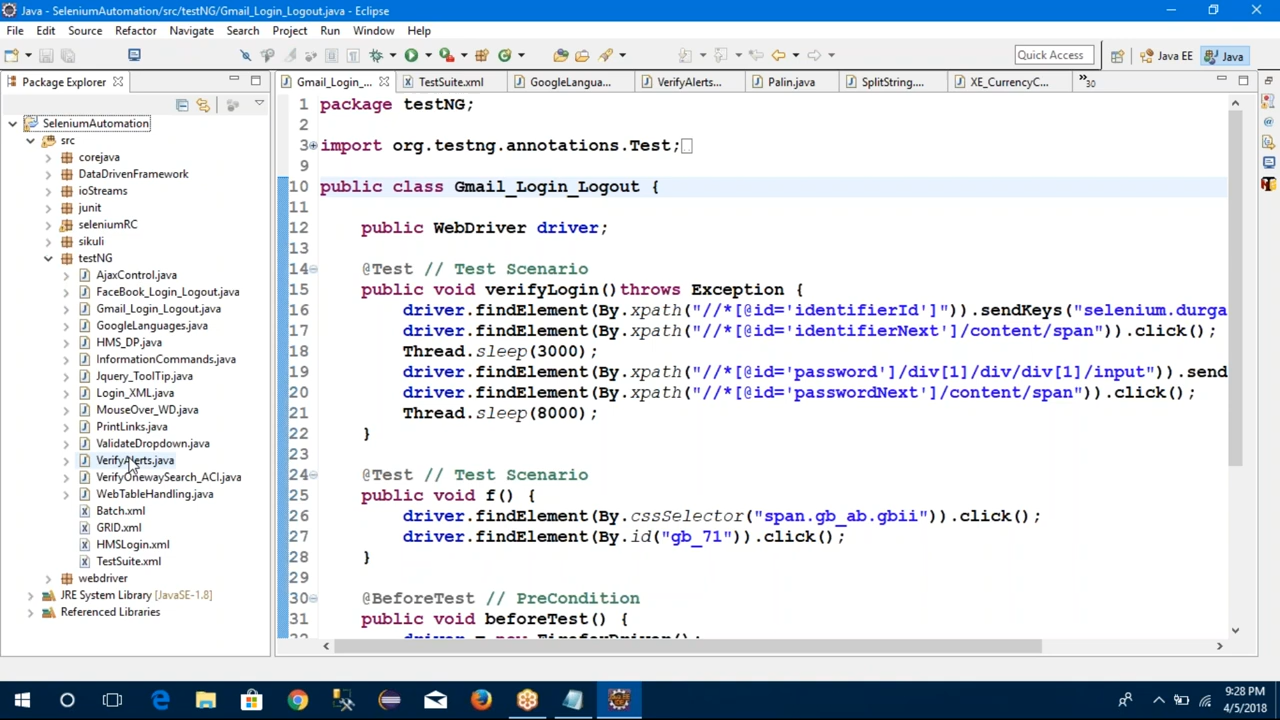 Java - SeleniumAutomation/src/testNG/Gmail_Login_Logout.java - Eclipse
File Edit Source Refactor Navigate Search Project Run Window Help
Quick Access
Java EE
Java
Package Explorer
Gmail_Login_...
TestSuite.xml
GoogleLangua...
VerifyAlerts....
Palin.java
SplitString....
XE_CurrencyC...
»30
SeleniumAutomation
src
corejava
DataDrivenFramework
ioStreams
junit
seleniumRC
sikuli
testNG
AjaxControl.java
FaceBook_Login_Logout.java
Gmail_Login_Logout.java
GoogleLanguages.java
HMS_DP.java
InformationCommands.java
Jquery_ToolTip.java
Login_XML.java
MouseOver_WD.java
PrintLinks.java
ValidateDropdown.java
VerifyAlerts.java
VerifyOnewaySearch_ACI.java
WebTableHandling.java
Batch.xml
GRID.xml
HMSLogin.xml
TestSuite.xml
webdriver
JRE System Library [JavaSE-1.8]
Referenced Libraries
1 package testNG;
2
3 import org.testng.annotations.Test;
9
10 public class Gmail_Login_Logout {
11
12 public WebDriver driver;
13
14 @Test // Test Scenario
15 public void verifyLogin()throws Exception {
16 driver.findElement(By.xpath("//*[@id='identifierId']")).sendKeys("selenium.durga
17 driver.findElement(By.xpath("//*[@id='identifierNext']/content/span")).click();
18 Thread.sleep(3000);
19 driver.findElement(By.xpath("//*[@id='password']/div[1]/div/div[1]/input")).send
20 driver.findElement(By.xpath("//*[@id='passwordNext']/content/span")).click();
21 Thread.sleep(8000);
22 }
23
24 @Test // Test Scenario
25 public void f() {
26 driver.findElement(By.cssSelector("span.gb_ab.gbii")).click();
27 driver.findElement(By.id("gb_71")).click();
28 }
29
30 @BeforeTest // PreCondition
31 public void beforeTest() {
32 driver = new FirefoxDriver();
9:28 PM
4/5/2018